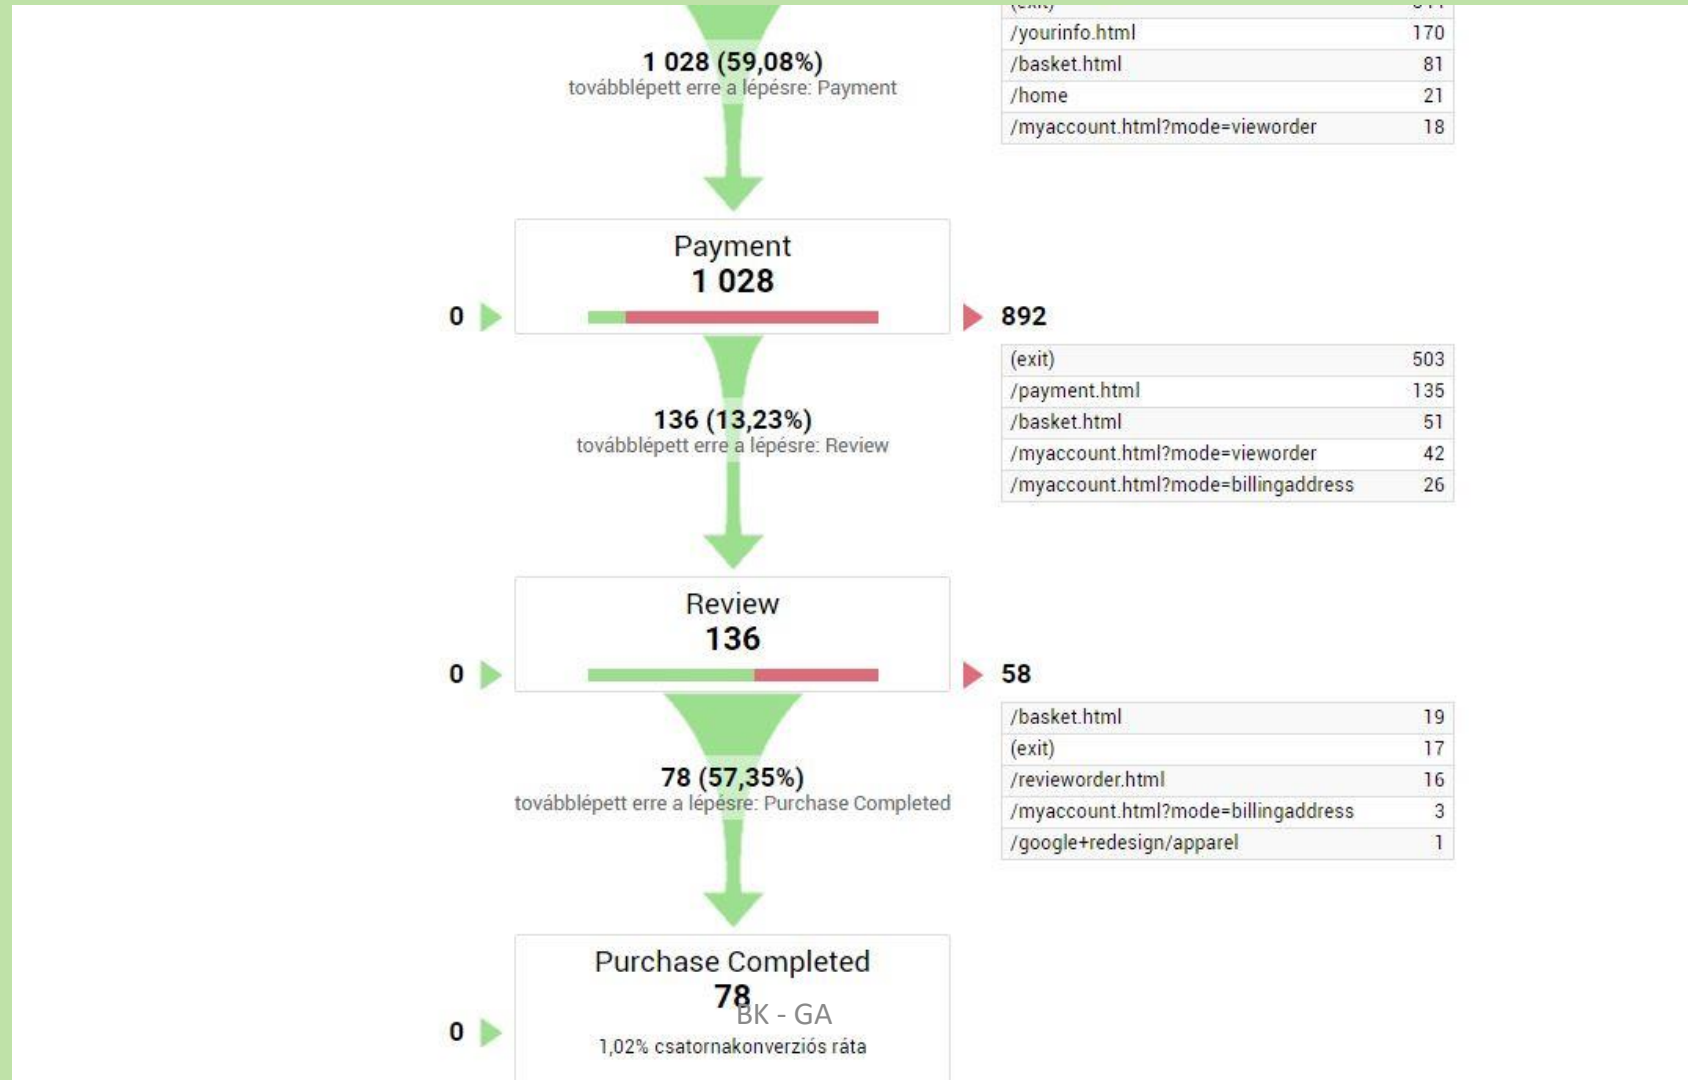 1 028 (59,08%)
továbblépett erre a lépésre: Payment
/yourinfo.html 170
/basket.html 81
/home 21
/myaccount.html?mode=vieworder 18
Payment
1 028
0
892
(exit) 503
/payment.html 135
/basket.html 51
/myaccount.html?mode=vieworder 42
/myaccount.html?mode=billingaddress 26
136 (13,23%)
továbblépett erre a lépésre: Review
Review
136
0
58
/basket.html 19
(exit) 17
/revieworder.html 16
/myaccount.html?mode=billingaddress 3
/google+redesign/apparel 1
78 (57,35%)
továbblépett erre a lépésre: Purchase Completed
Purchase Completed
78
BK - GA
0
1,02% csatornakonverziós ráta